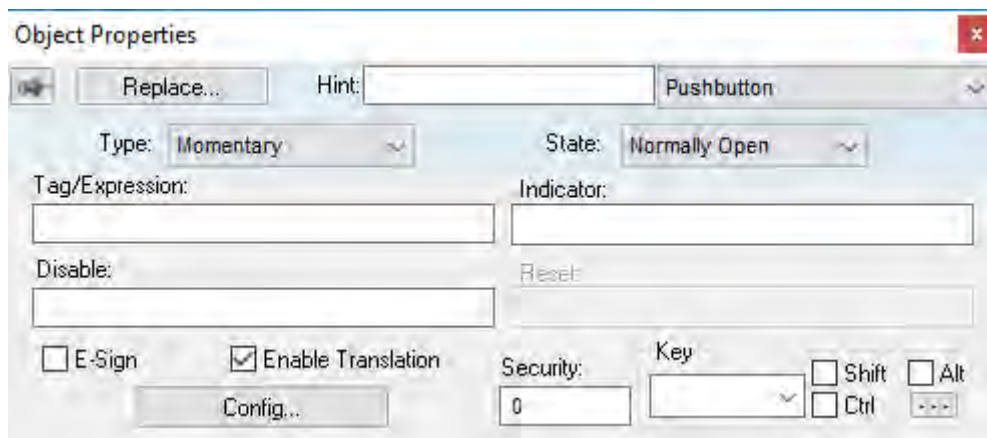 Object Properties
x
Replace... Hint: Pushbutton
Type: Momentary State: Normally Open
Tag/Expression: Indicator:
Disable: Reset:
E-Sign Enable Translation Security: Key Shift Alt
Config... 0 Ctrl ...